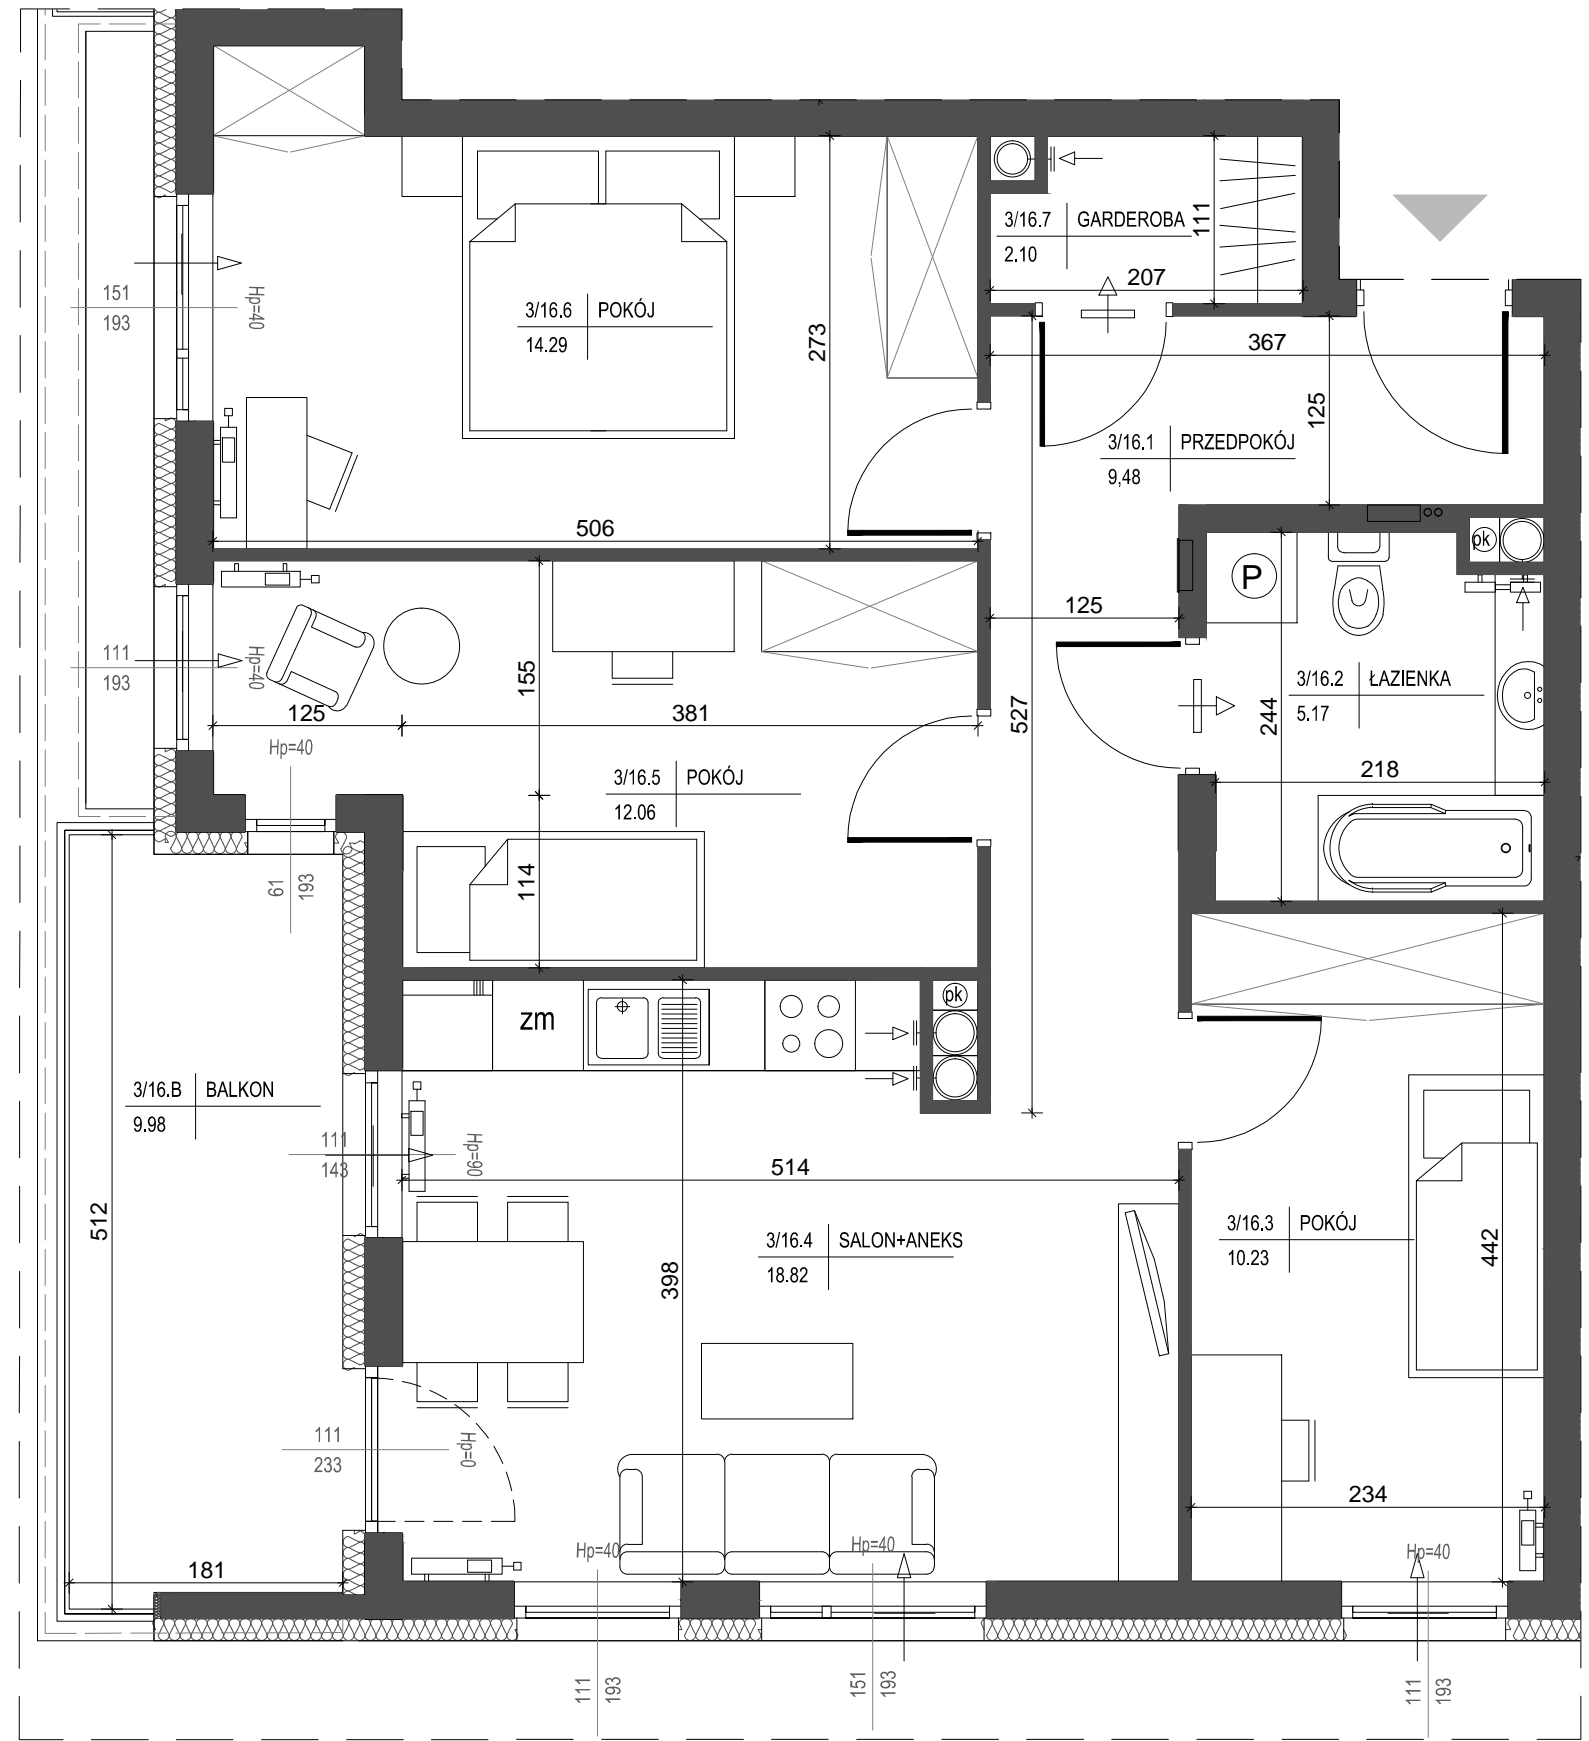 3/16.7 GARDEROBA
2.10
111
207
151
193
Hp=40
3/16.6 POKÓJ
14.29
273
367
125
3/16.1 PRZEDPOKÓJ
9,48
506
pk
P
125
111
193
Hp=40
155
125
381
Hp=40
527
3/16.2 ŁAZIENKA
5.17
244
218
3/16.5 POKÓJ
12.06
114
61
193
zm
pk
3/16.B BALKON
9.98
111
143
Hp=90
514
512
3/16.4 SALON+ANEKS
18.82
398
3/16.3 POKÓJ
10.23
442
111
233
Hp=0
234
181
Hp=40
Hp=40
Hp=40
111
193
151
193
111
193